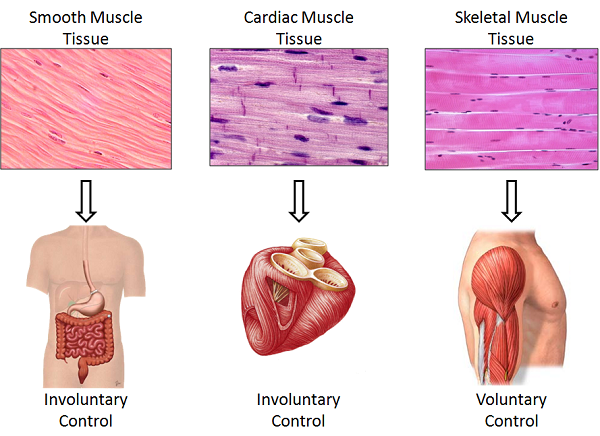 Smooth Muscle
Tissue
Cardiac Muscle
Tissue
Skeletal Muscle
Tissue
Involuntary
Control
Involuntary
Control
Voluntary
Control